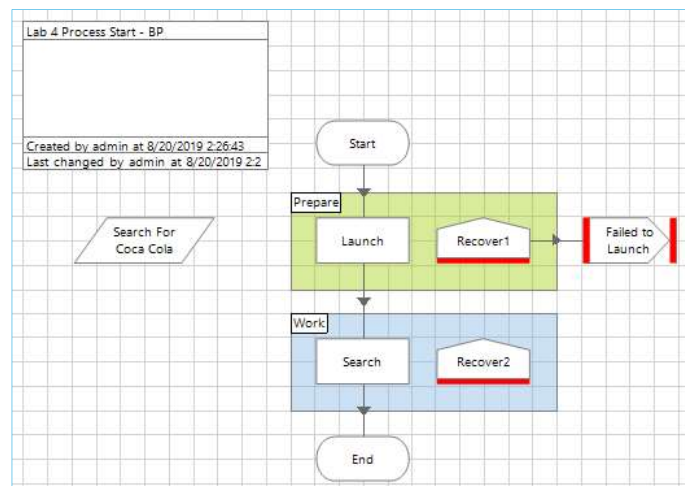 Lab 4 Process Start - BP
Created by admin at 8/20/2019 2:26:43
Last changed by admin at 8/20/2019 2:2
Start
Prepare
Search For
Coca Cola
Launch
Recover1
Failed to
Launch
Work
Search
Recover2
End